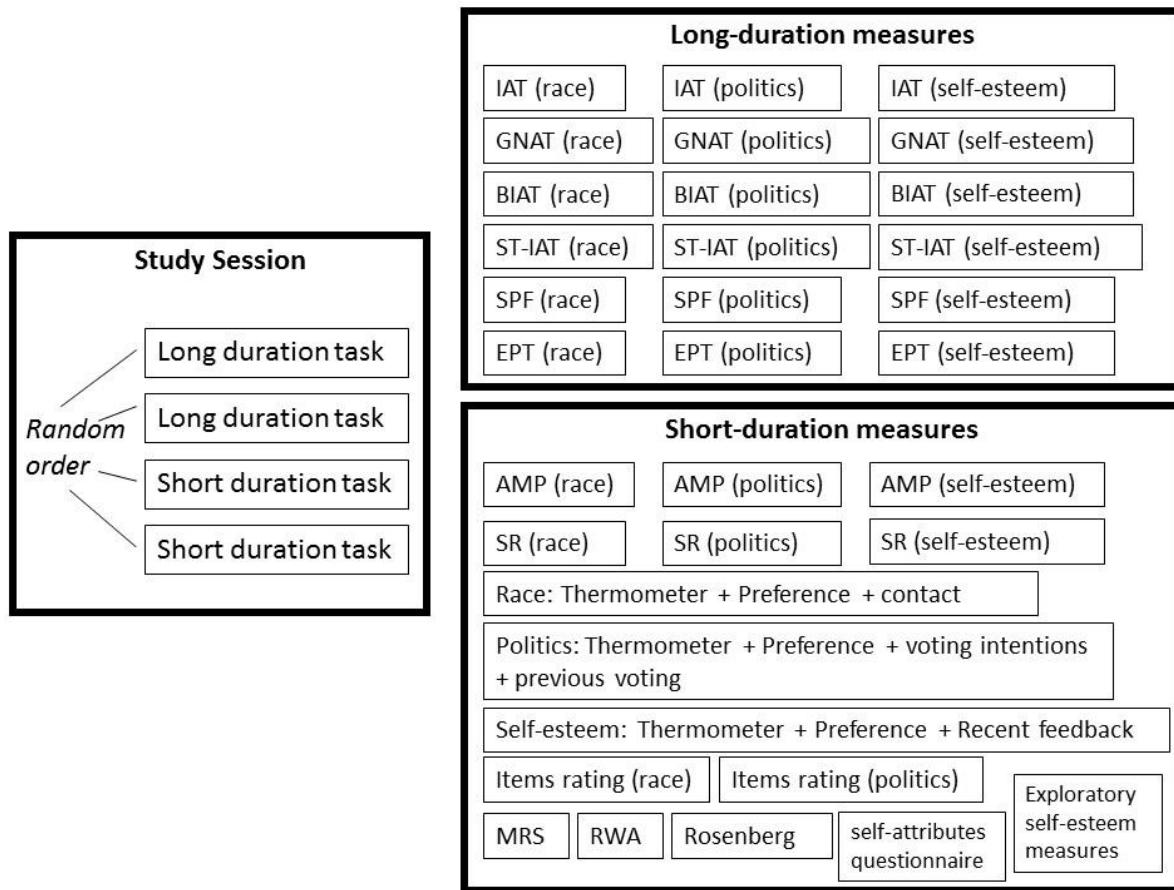 Study Session
Random
order
Long duration task
Long duration task
Short duration task
Short duration task
Long-duration measures
IAT (race)
IAT (politics)
IAT (self-esteem)
GNAT (race)
GNAT (politics)
GNAT (self-esteem)
BIAT (race)
BIAT (politics)
BIAT (self-esteem)
ST-IAT (race)
ST-IAT (politics)
ST-IAT (self-esteem)
SPF (race)
SPF (politics)
SPF (self-esteem)
EPT (race)
EPT (politics)
EPT (self-esteem)
Short-duration measures
AMP (race)
AMP (politics)
AMP (self-esteem)
SR (race)
SR (politics)
SR (self-esteem)
Race: Thermometer + Preference + contact
Politics: Thermometer + Preference + voting intentions
+ previous voting
Self-esteem: Thermometer + Preference + Recent feedback
Items rating (race)
Items rating (politics)
MRS
RWA
Rosenberg
self-attributes
questionnaire
Exploratory
self-esteem
measures